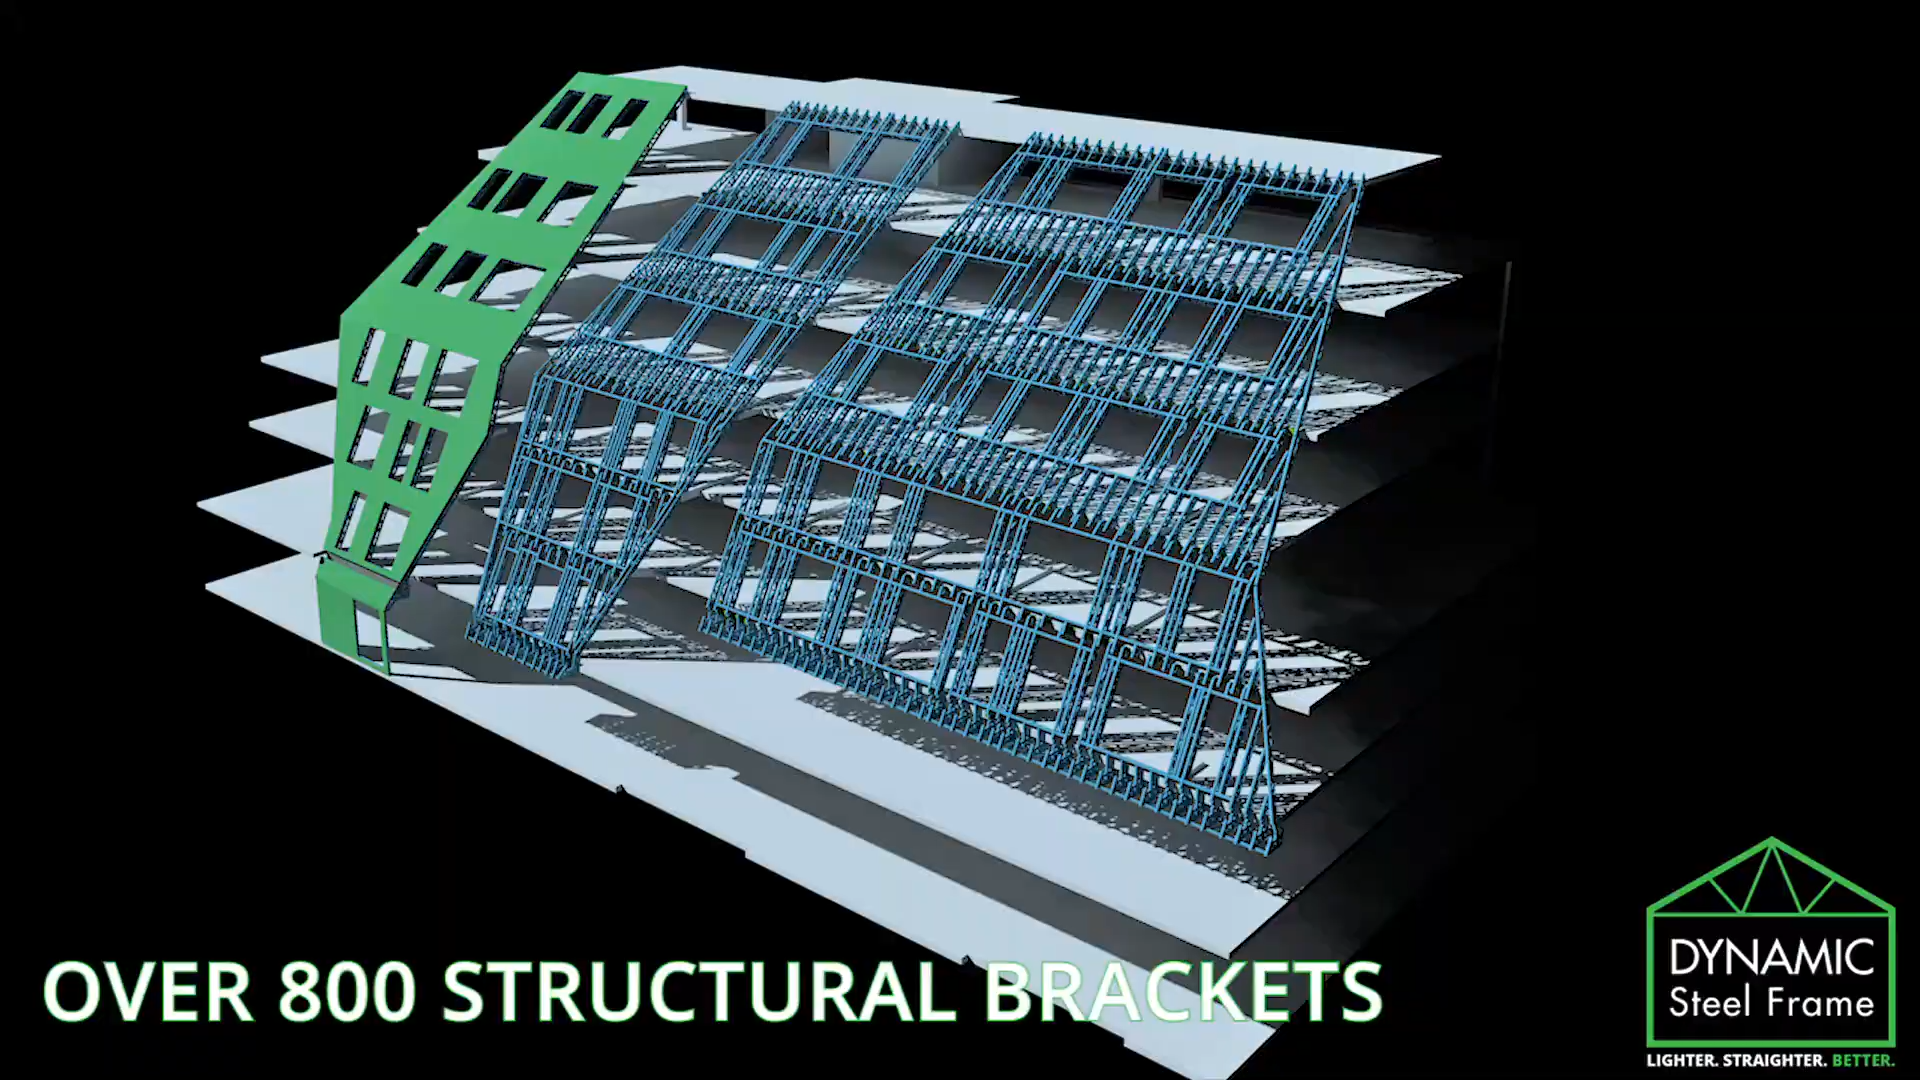 OVER 800 STRUCTURAL BRACKETS
DYNAMIC
Steel Frame
LIGHTER. STRAIGHTER. BETTER.